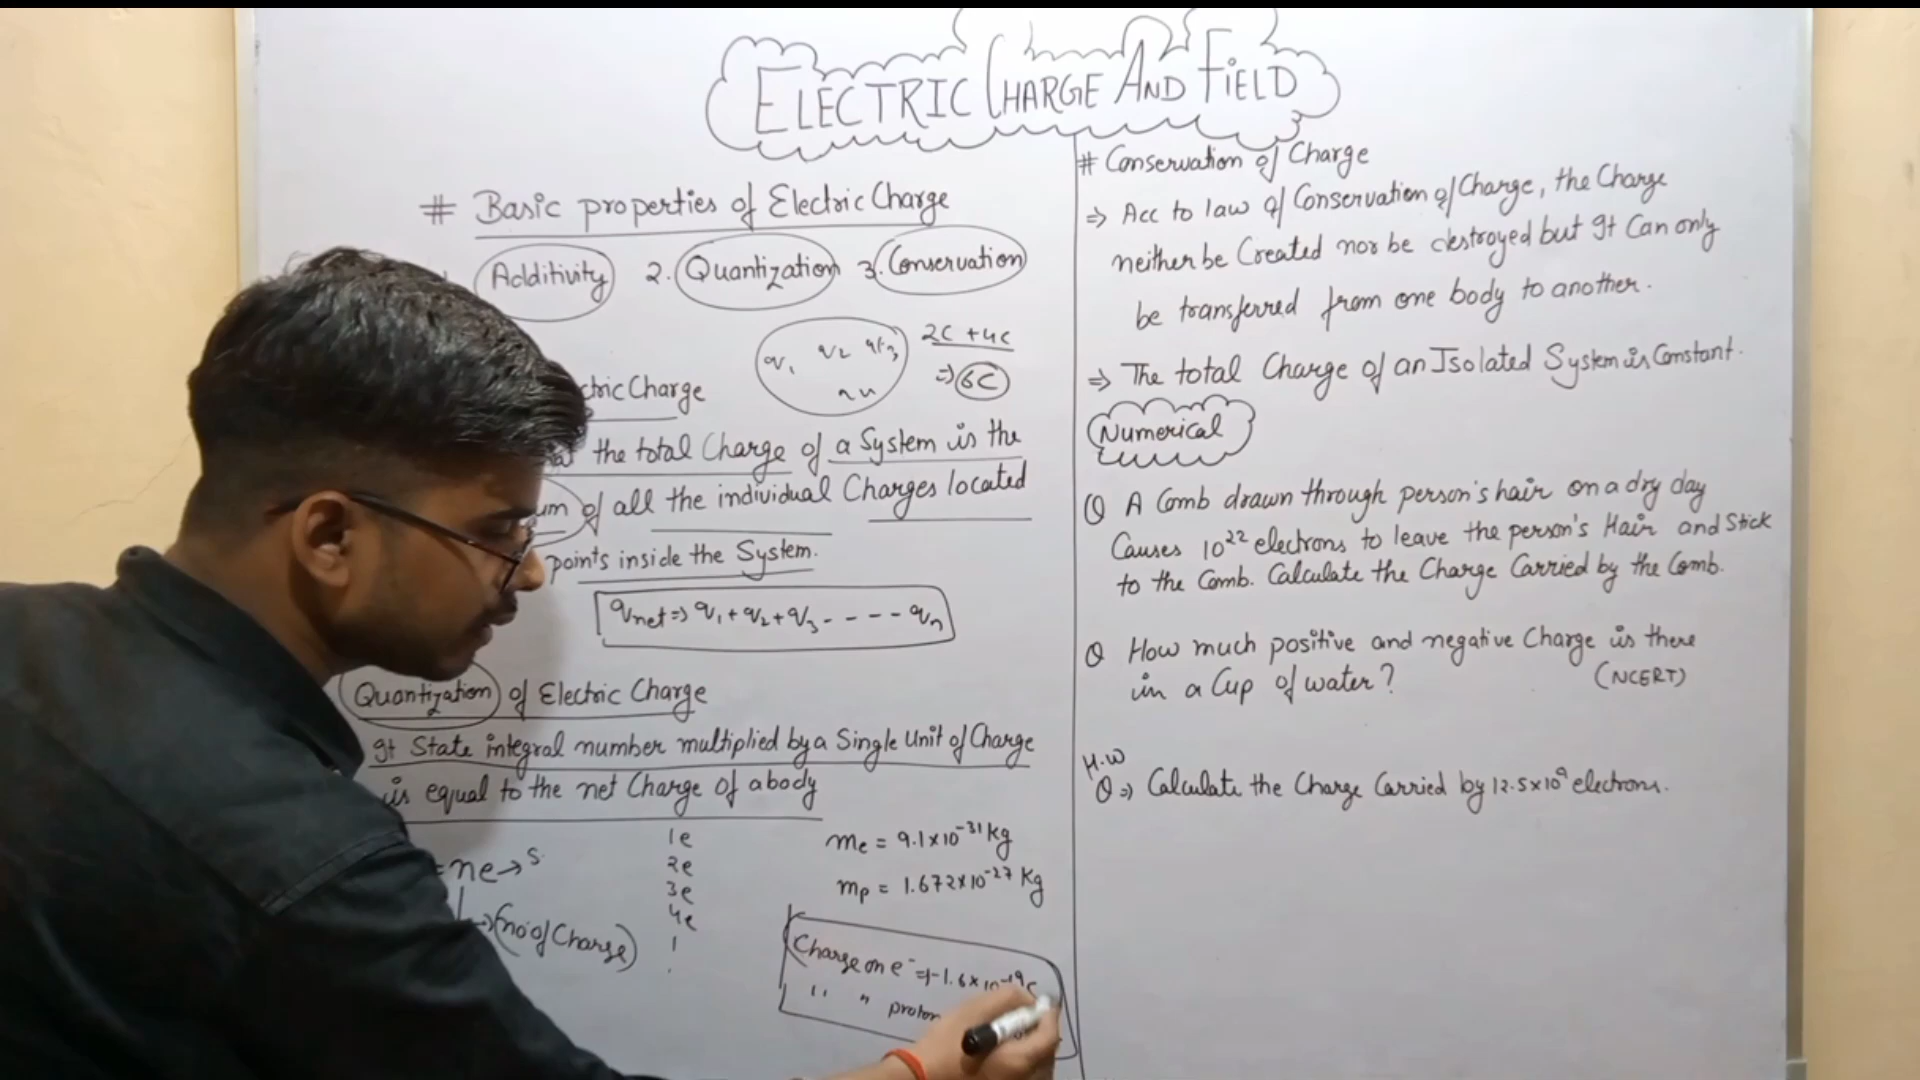 ELECTRIC CHARGE AND FIELD
# Basic properties of Electric Charge
Additivity 2. Quantization 3. Conservation
q1 q2 q3
2C + 4C
=> 6C
ctric Charge
the total Charge of a System is the
um of all the individual Charges located
points inside the System.
qnet => q1 + q2 + q3 - - - - qn
Quantization of Electric Charge
It State integral number multiplied by a Single Unit of Charge
is equal to the net Charge of a body
= ne →
→ (no of Charge)
1e
2e
3e
4e
me = 9.1×10⁻³¹ Kg
mp = 1.672×10⁻²⁷ Kg
Charge on e⁻ = -1.6×10⁻¹⁹C
" " proton
# Conservation of Charge
=> Acc to law of Conservation of Charge, the Charge
neither be Created nor be destroyed but It Can only
be transferred from one body to another.
=> The total Charge of an Isolated System is Constant.
Numerical
Q A Comb drawn through person's hair on a dry day
Causes 10²² electrons to leave the person's Hair and Stick
to the Comb. Calculate the Charge Carried by the Comb.
Q How much positive and negative Charge is there
in a Cup of water? (NCERT)
H.W
Q => Calculate the Charge Carried by 12.5×10⁹ electrons.